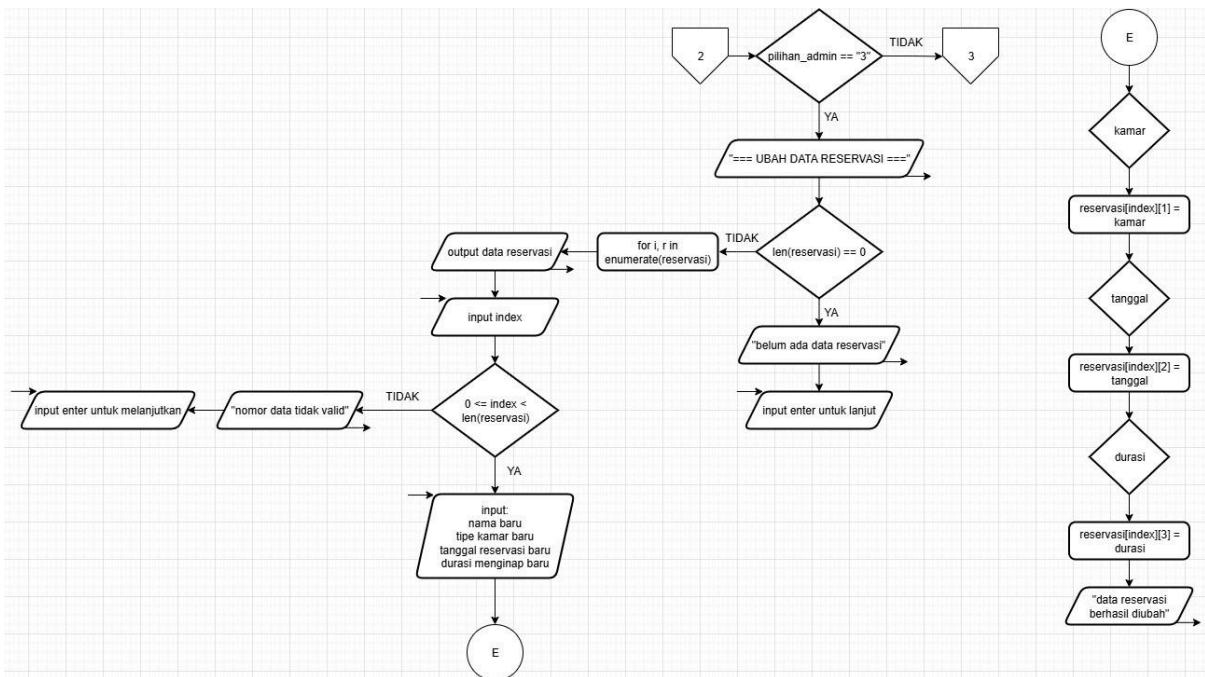 2
pilihan_admin == "3"
TIDAK
3
YA
"=== UBAH DATA RESERVASI ==="
len(reservasi) == 0
TIDAK
for i, r in
enumerate(reservasi)
output data reservasi
input index
YA
"belum ada data reservasi"
input enter untuk lanjut
0 <= index <
len(reservasi)
TIDAK
"nomor data tidak valid"
input enter untuk melanjutkan
YA
input:
nama baru
tipe kamar baru
tanggal reservasi baru
durasi menginap baru
E
E
kamar
reservasi[index][1] =
kamar
tanggal
reservasi[index][2] =
tanggal
durasi
reservasi[index][3] =
durasi
"data reservasi
berhasil diubah"